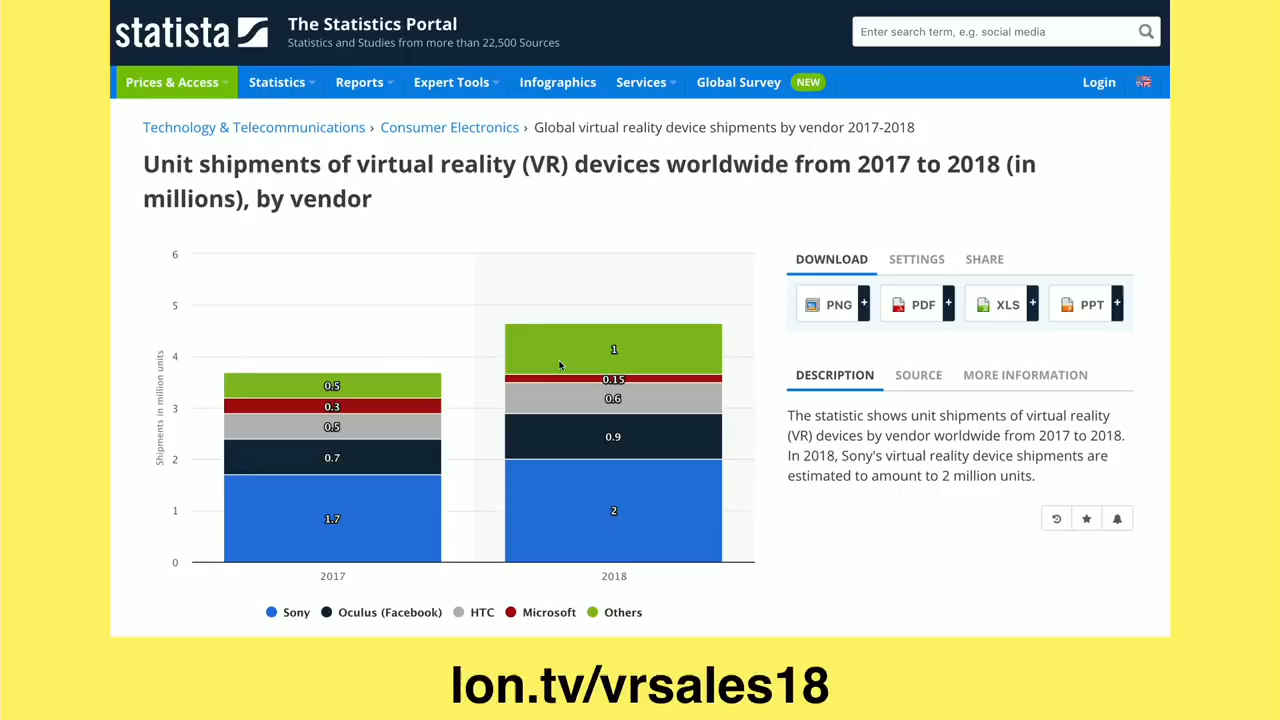 statista
The Statistics Portal
Statistics and Studies from more than 22,500 Sources
Enter search term, e.g. social media
Prices & Access Statistics Reports Expert Tools Infographics Services Global Survey NEW Login
Technology & Telecommunications › Consumer Electronics › Global virtual reality device shipments by vendor 2017-2018
Unit shipments of virtual reality (VR) devices worldwide from 2017 to 2018 (in
millions), by vendor
Shipments in million units
6
5
4
3
2
1
0
0.5
0.3
0.5
0.7
1.7
1
0.15
0.6
0.9
2
2017 2018
Sony Oculus (Facebook) HTC Microsoft Others
DOWNLOAD SETTINGS SHARE
PNG + PDF + XLS + PPT +
DESCRIPTION SOURCE MORE INFORMATION
The statistic shows unit shipments of virtual reality
(VR) devices by vendor worldwide from 2017 to 2018.
In 2018, Sony's virtual reality device shipments are
estimated to amount to 2 million units.
lon.tv/vrsales18